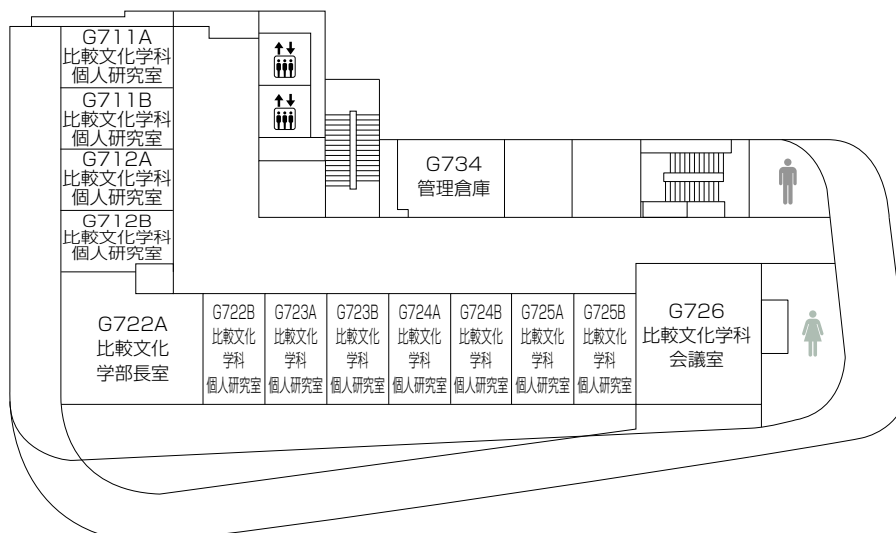 G711A
比較文化学科
個人研究室
G711B
比較文化学科
個人研究室
G712A
比較文化学科
個人研究室
G712B
比較文化学科
個人研究室
G734
管理倉庫
G722A
比較文化
学部長室
G722B
比較文化
学科
個人研究室
G723A
比較文化
学科
個人研究室
G723B
比較文化
学科
個人研究室
G724A
比較文化
学科
個人研究室
G724B
比較文化
学科
個人研究室
G725A
比較文化
学科
個人研究室
G725B
比較文化
学科
個人研究室
G726
比較文化学科
会議室